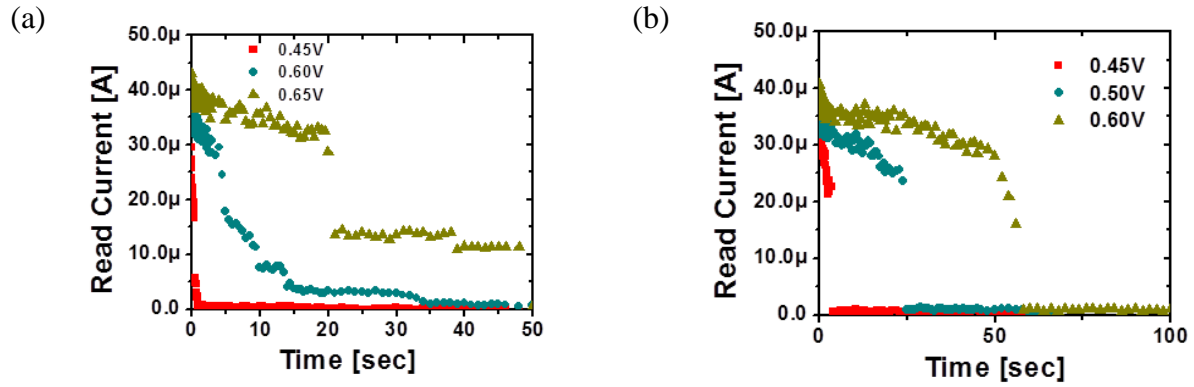 (a)
50.0µ
40.0µ
30.0µ
20.0µ
10.0µ
0.0
Read Current [A]
0.45V
0.60V
0.65V
0 10 20 30 40 50
Time [sec]
(b)
50.0µ
40.0µ
30.0µ
20.0µ
10.0µ
0.0
Read Current [A]
0.45V
0.50V
0.60V
0 50 100
Time [sec]